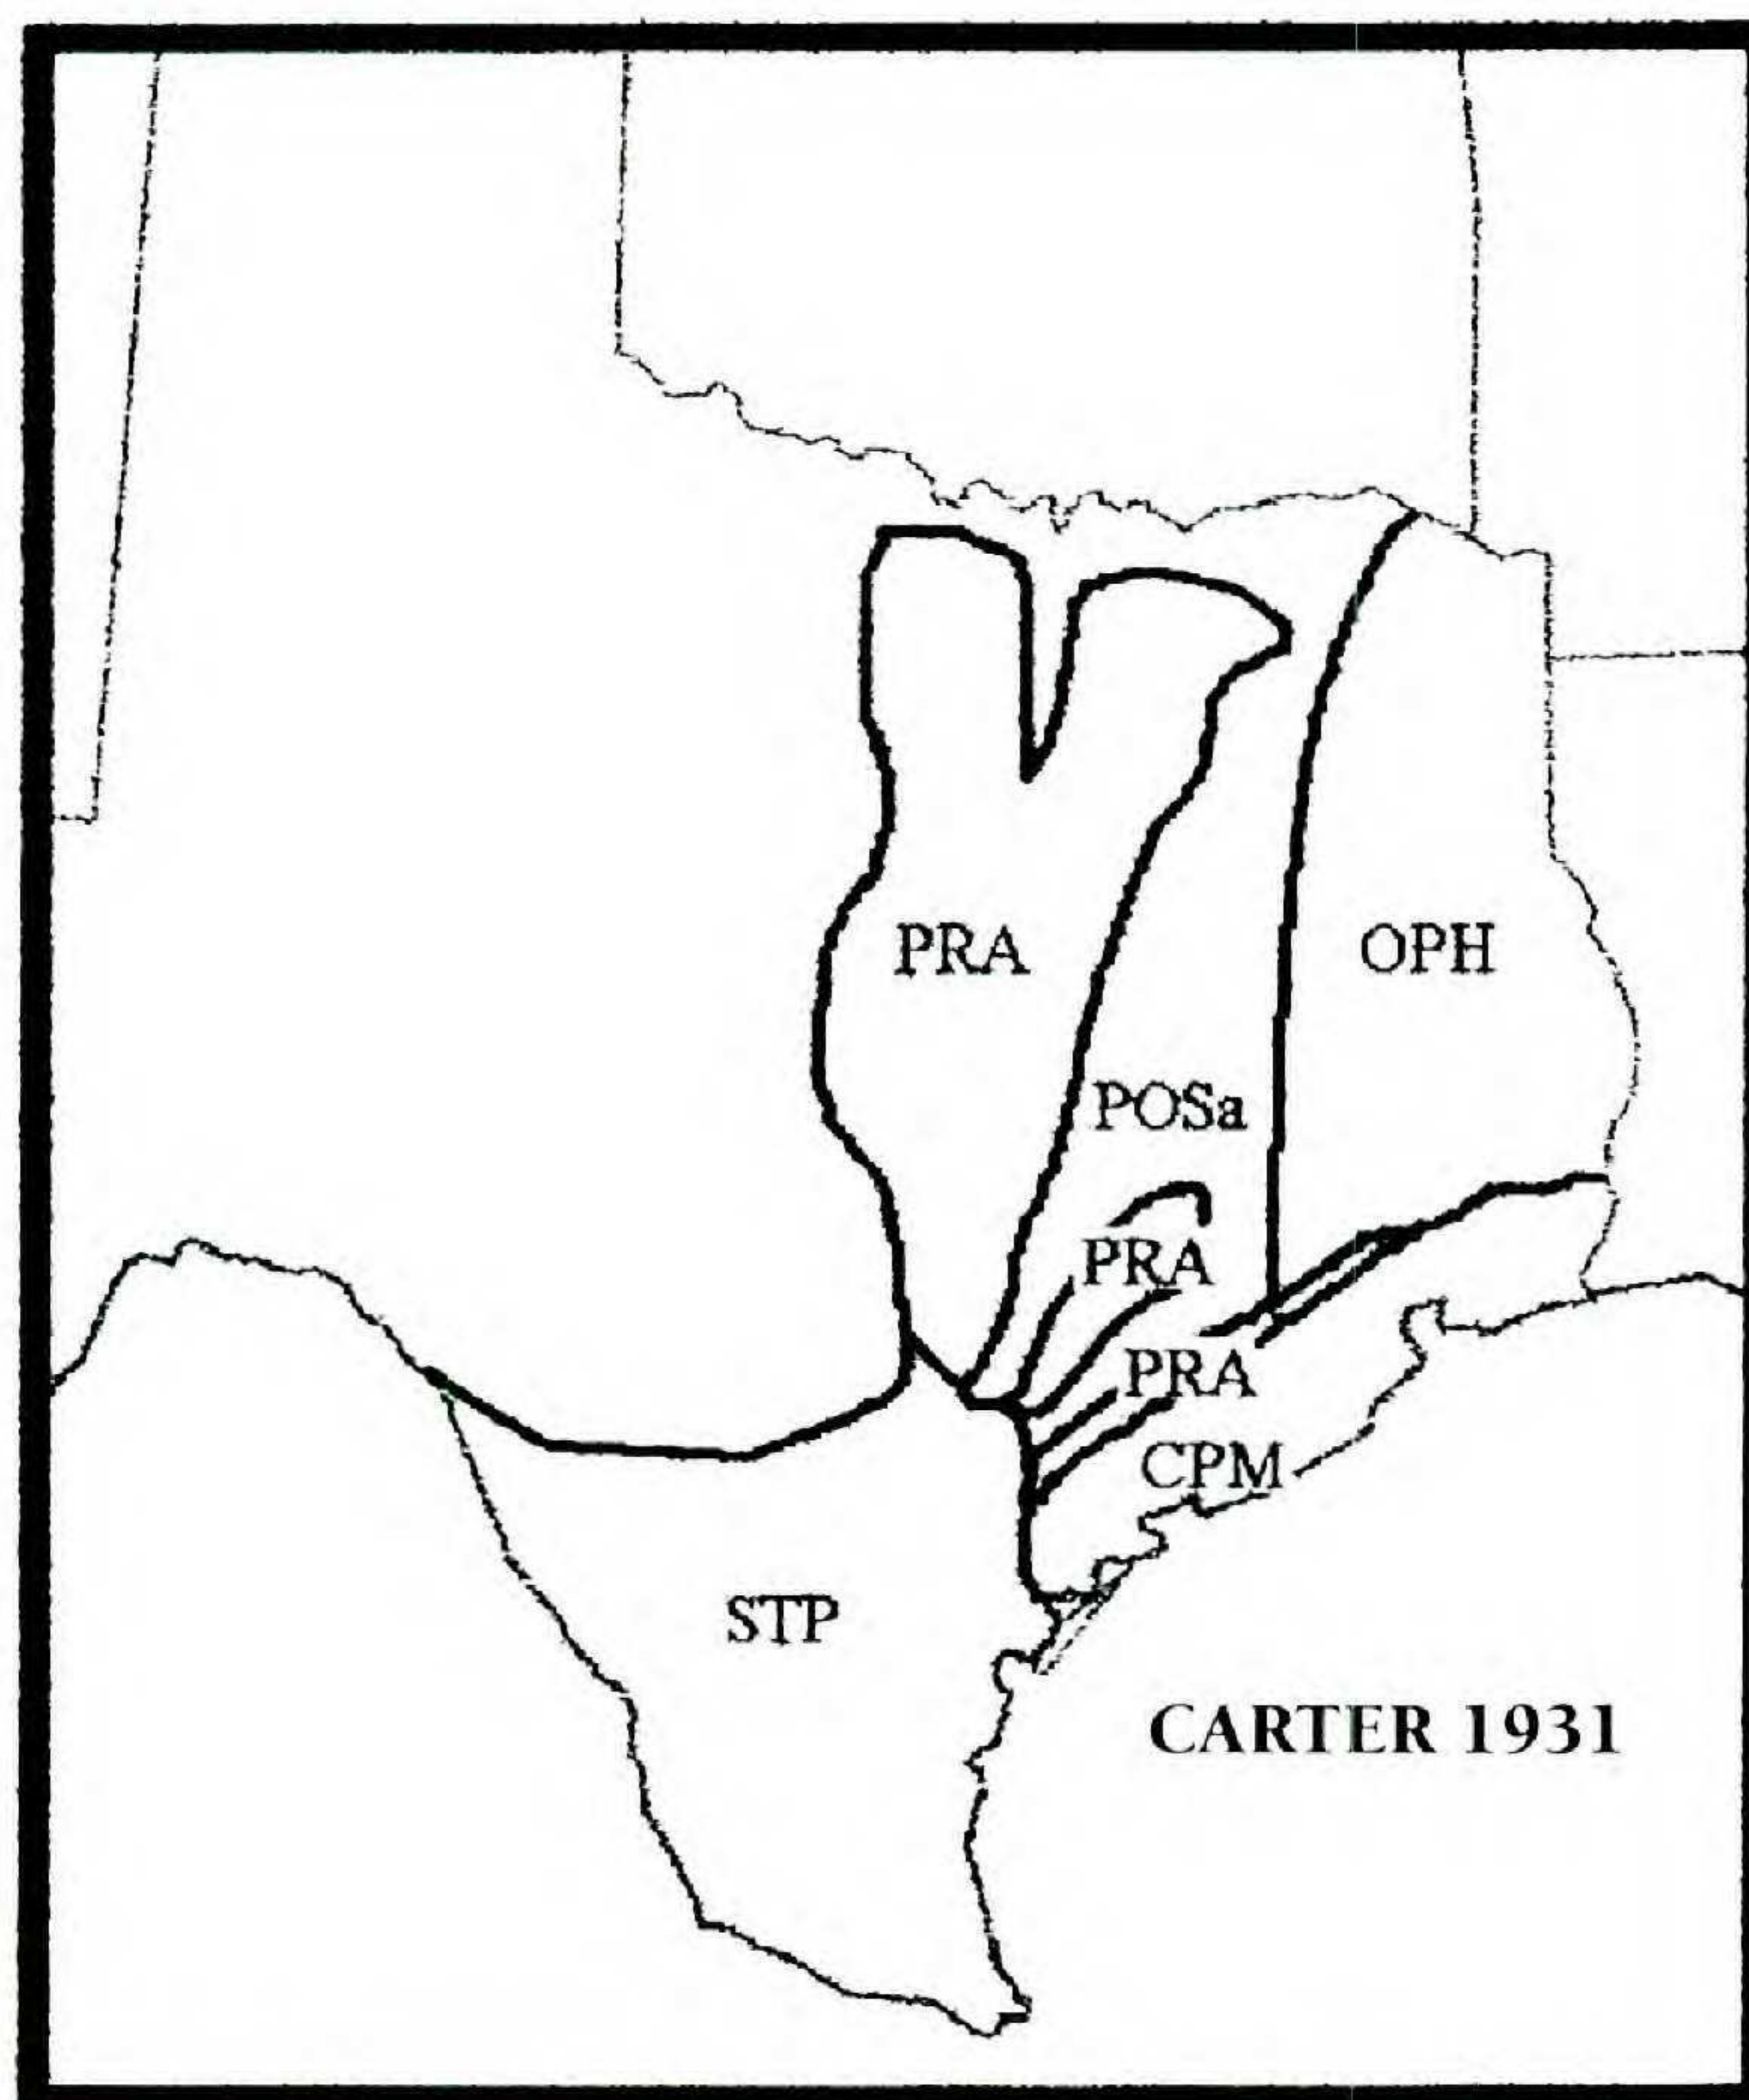 PRA
OPH
POSa
PRA
PRA
CPM
STP
CARTER 1931